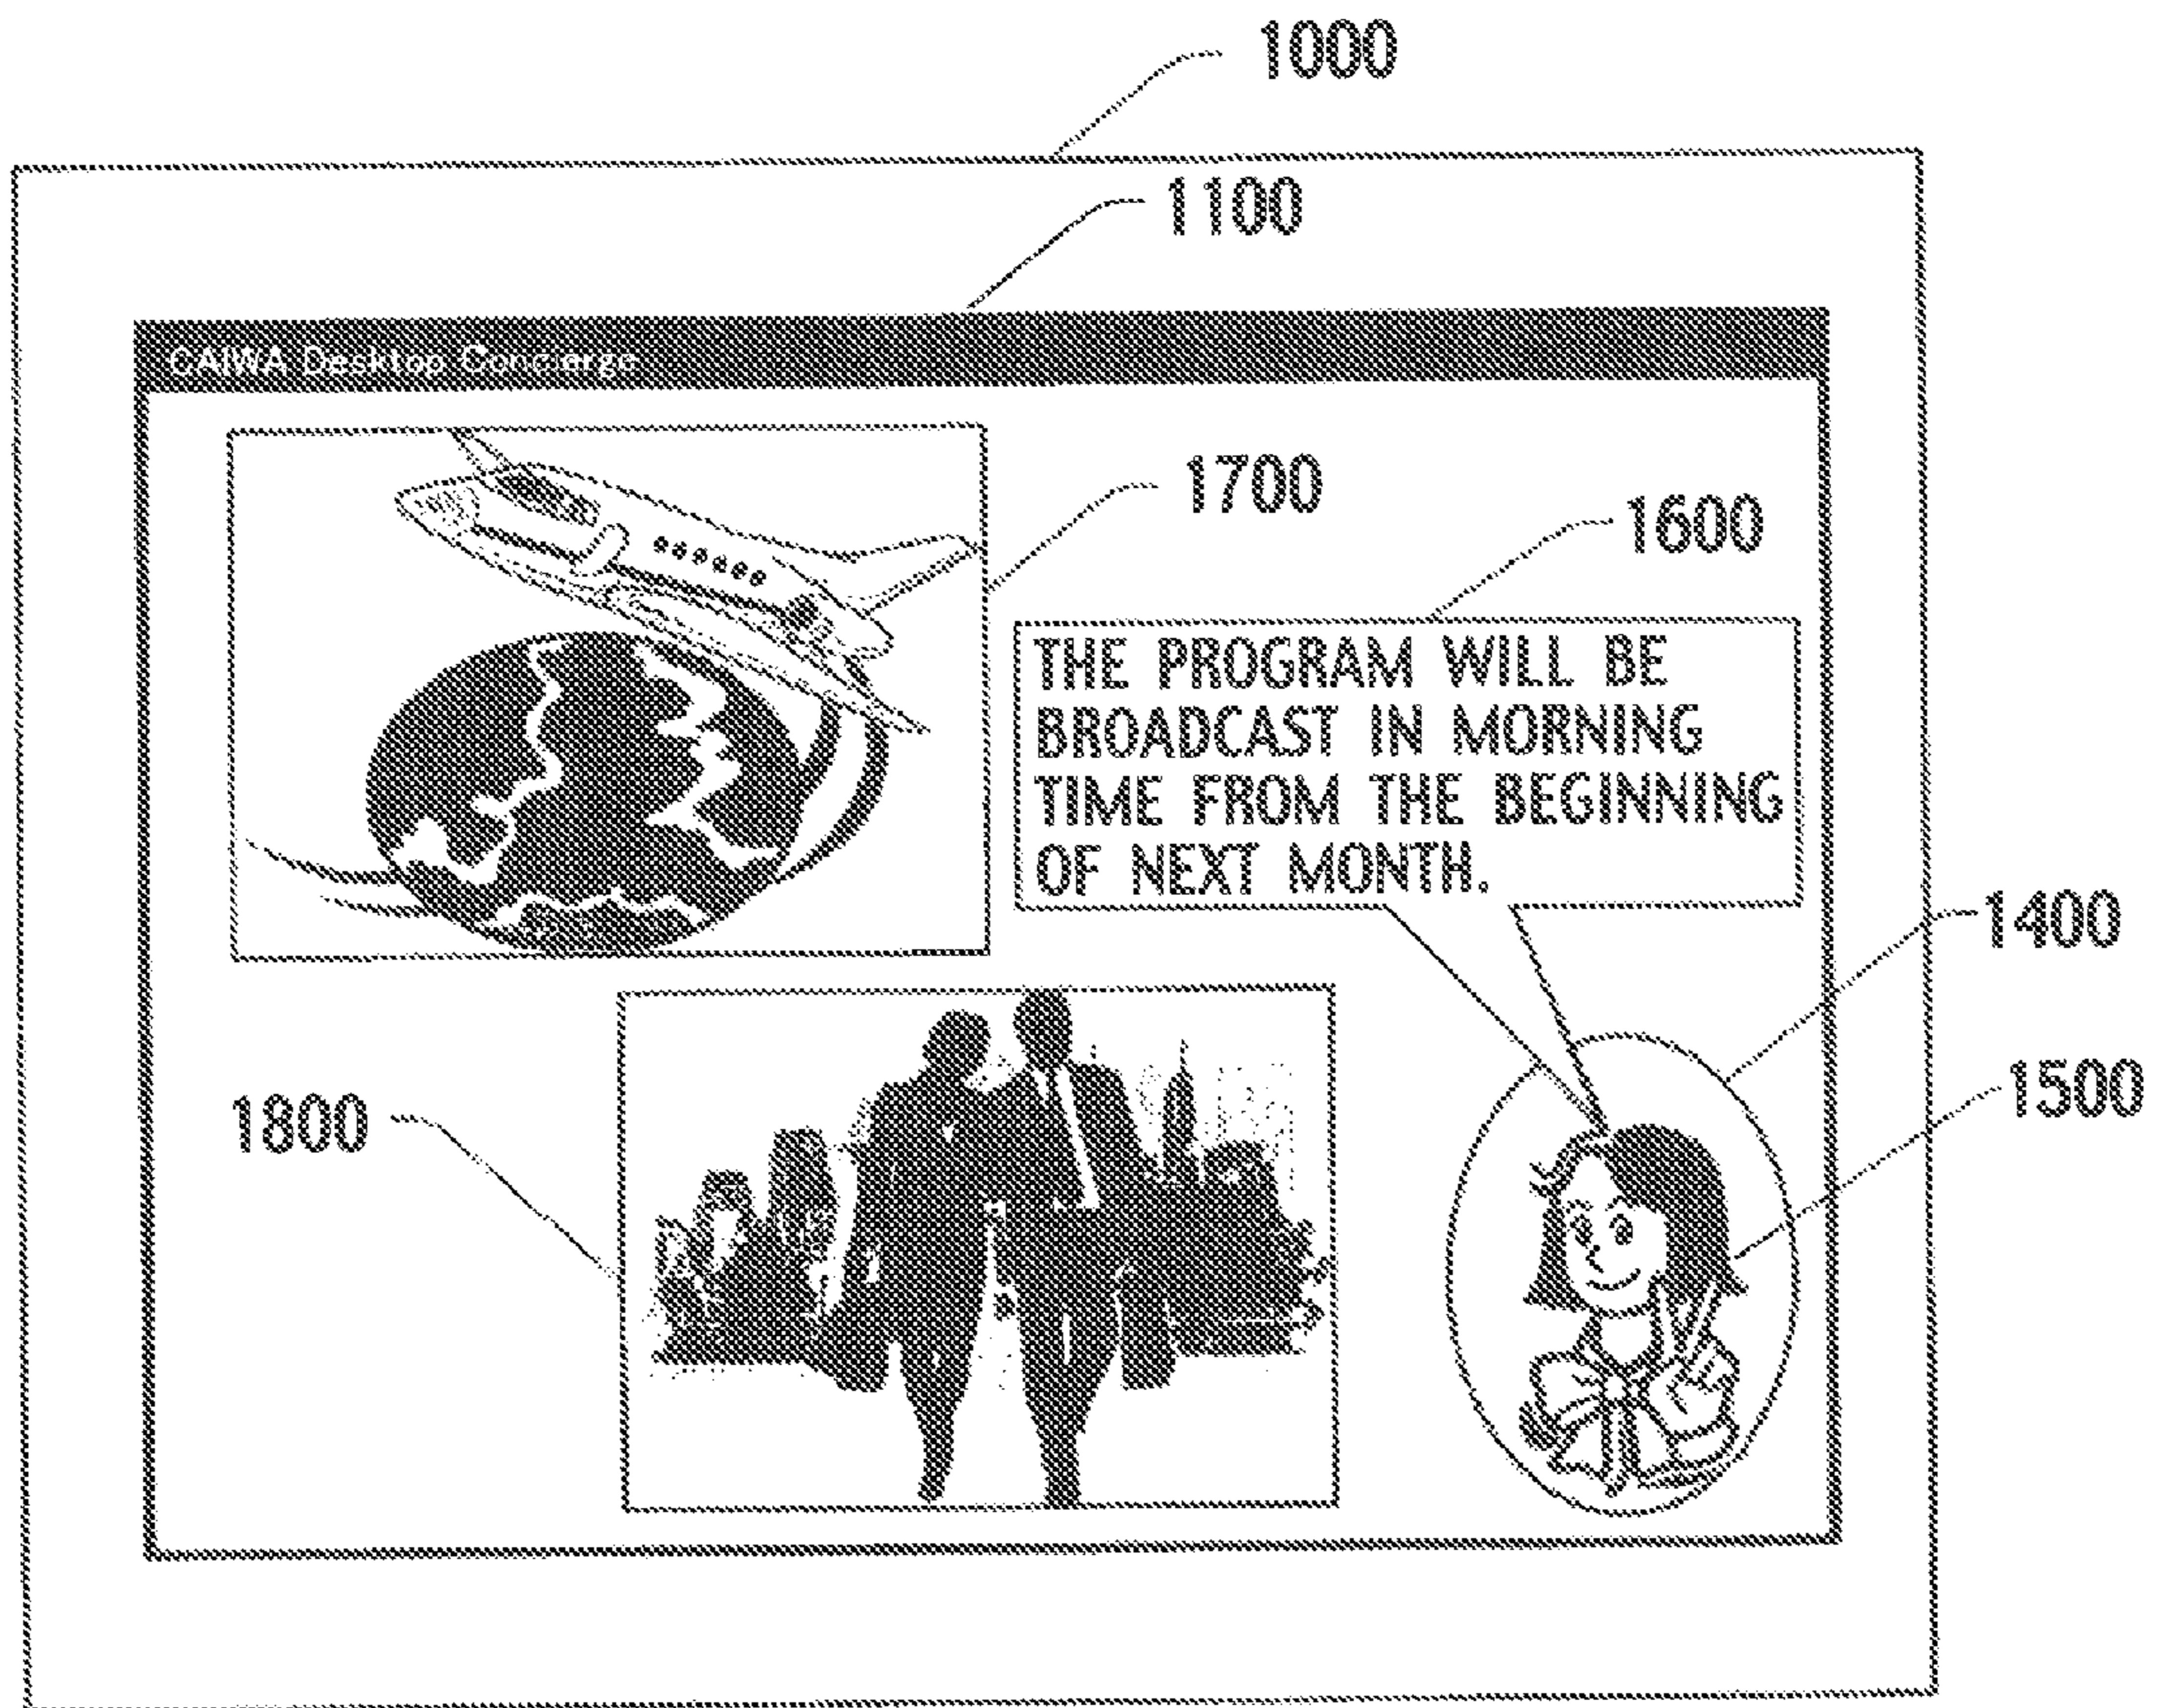 1000
1100
CAIWA Desktop Concierge
1700
1600
THE PROGRAM WILL BE
BROADCAST IN MORNING
TIME FROM THE BEGINNING
OF NEXT MONTH.
1400
1500
1800